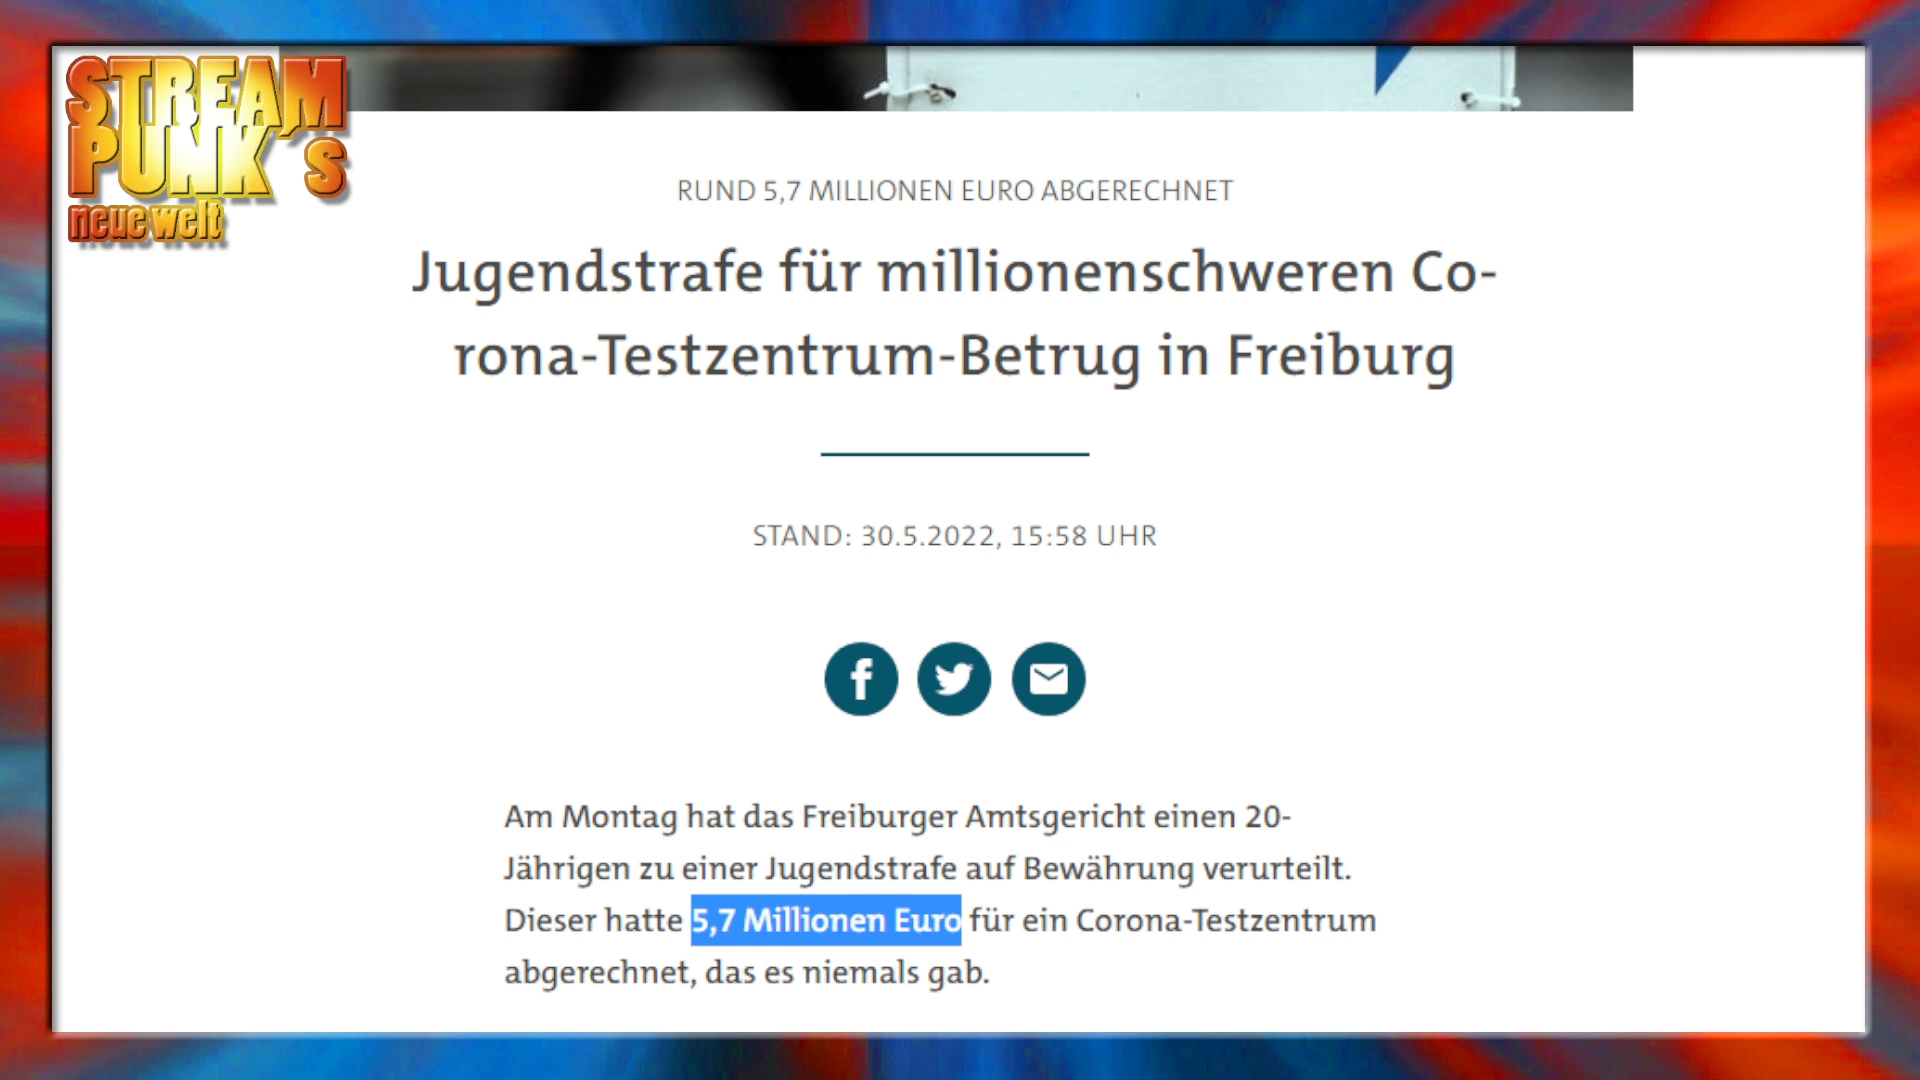 STREAM
PUNK´s
neue welt
RUND 5,7 MILLIONEN EURO ABGERECHNET
Jugendstrafe für millionenschweren Co-
rona-Testzentrum-Betrug in Freiburg
STAND: 30.5.2022, 15:58 UHR
Am Montag hat das Freiburger Amtsgericht einen 20-
Jährigen zu einer Jugendstrafe auf Bewährung verurteilt.
Dieser hatte 5,7 Millionen Euro für ein Corona-Testzentrum
abgerechnet, das es niemals gab.